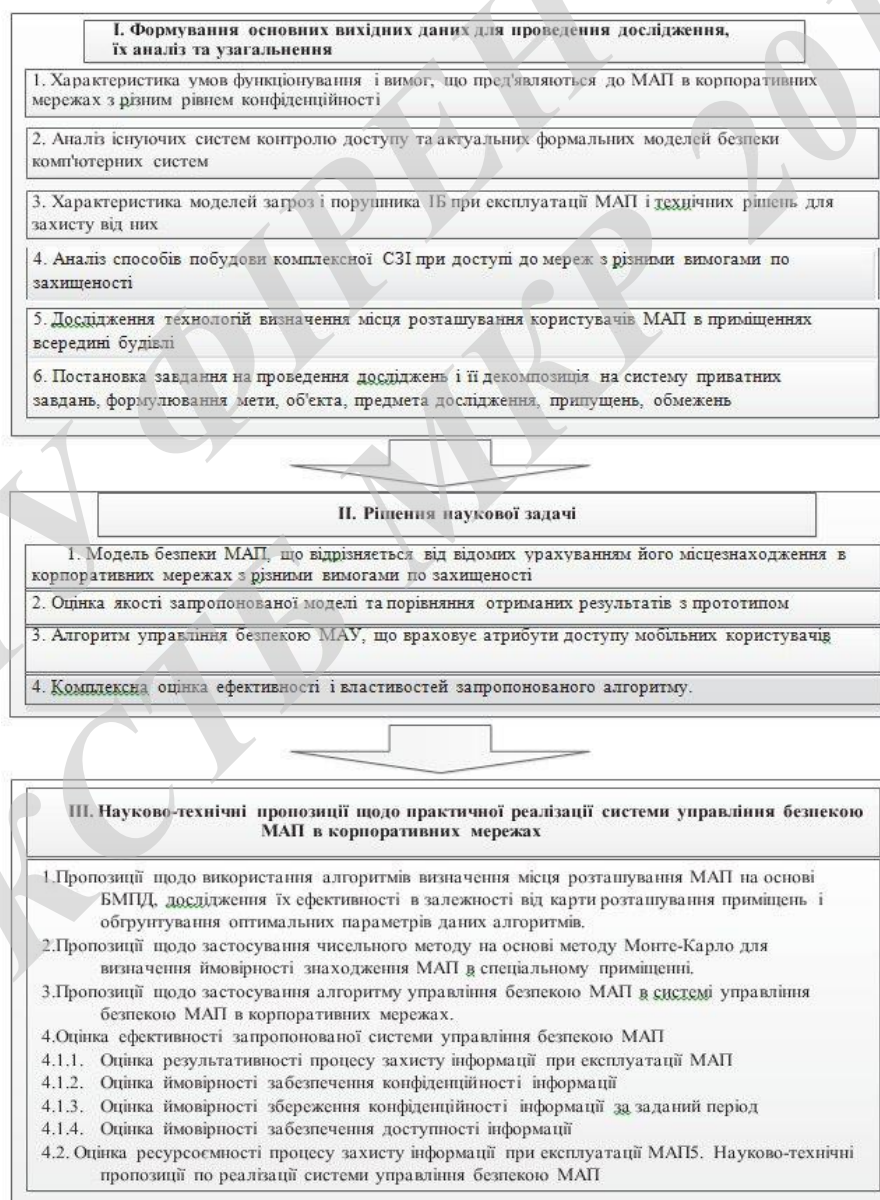 І. Формування основних вихідних даних для проведення дослідження,
їх аналіз та узагальнення
1. Характеристика умов функціонування і вимог, що пред'являються до МАП в корпоративних
мережах з різним рівнем конфіденційності
2. Аналіз існуючих систем контролю доступу та актуальних формальних моделей безпеки
комп'ютерних систем
3. Характеристика моделей загроз і порушника ІБ при експлуатації МАП і технічних рішень для
захисту від них
4. Аналіз способів побудови комплексної СЗІ при доступі до мереж з різними вимогами по
захищеності
5. Дослідження технологій визначення місця розташування користувачів МАП в приміщеннях
всередині будівлі
6. Постановка завдання на проведення досліджень і її декомпозиція на систему приватних
завдань, формулювання мети, об'єкта, предмета дослідження, припущень, обмежень
ІІ. Рішення наукової задачі
1. Модель безпеки МАП, що відрізняється від відомих урахуванням його місцезнаходження в
корпоративних мережах з різними вимогами по захищеності
2. Оцінка якості запропонованої моделі та порівняння отриманих результатів з прототипом
3. Алгоритм управління безпекою МАУ, що враховує атрибути доступу мобільних користувачів
4. Комплексна оцінка ефективності і властивостей запропонованого алгоритму.
ІІІ. Науково-технічні пропозиції щодо практичної реалізації системи управління безпекою
МАП в корпоративних мережах
1.Пропозиції щодо використання алгоритмів визначення місця розташування МАП на основі
БМПД, дослідження їх ефективності в залежності від карти розташування приміщень і
обгрунтування оптимальних параметрів даних алгоритмів.
2.Пропозиції щодо застосування чисельного методу на основі методу Монте-Карло для
визначення ймовірності знаходження МАП в спеціальному приміщенні.
3.Пропозиції щодо застосування алгоритму управління безпекою МАП в системі управління
безпекою МАП в корпоративних мережах.
4.Оцінка ефективності запропонованої системи управління безпекою МАП
4.1.1. Оцінка результативності процесу захисту інформації при експлуатації МАП
4.1.2. Оцінка ймовірності забезпечення конфіденційності інформації
4.1.3. Оцінка ймовірності збереження конфіденційності інформації за заданий період
4.1.4. Оцінка ймовірності забезпечення доступності інформації
4.2. Оцінка ресурсоємності процесу захисту інформації при експлуатації МАП5. Науково-технічні
пропозиції по реалізації системи управління безпекою МАП
У ФІРЕН
КСТБ МКР 201